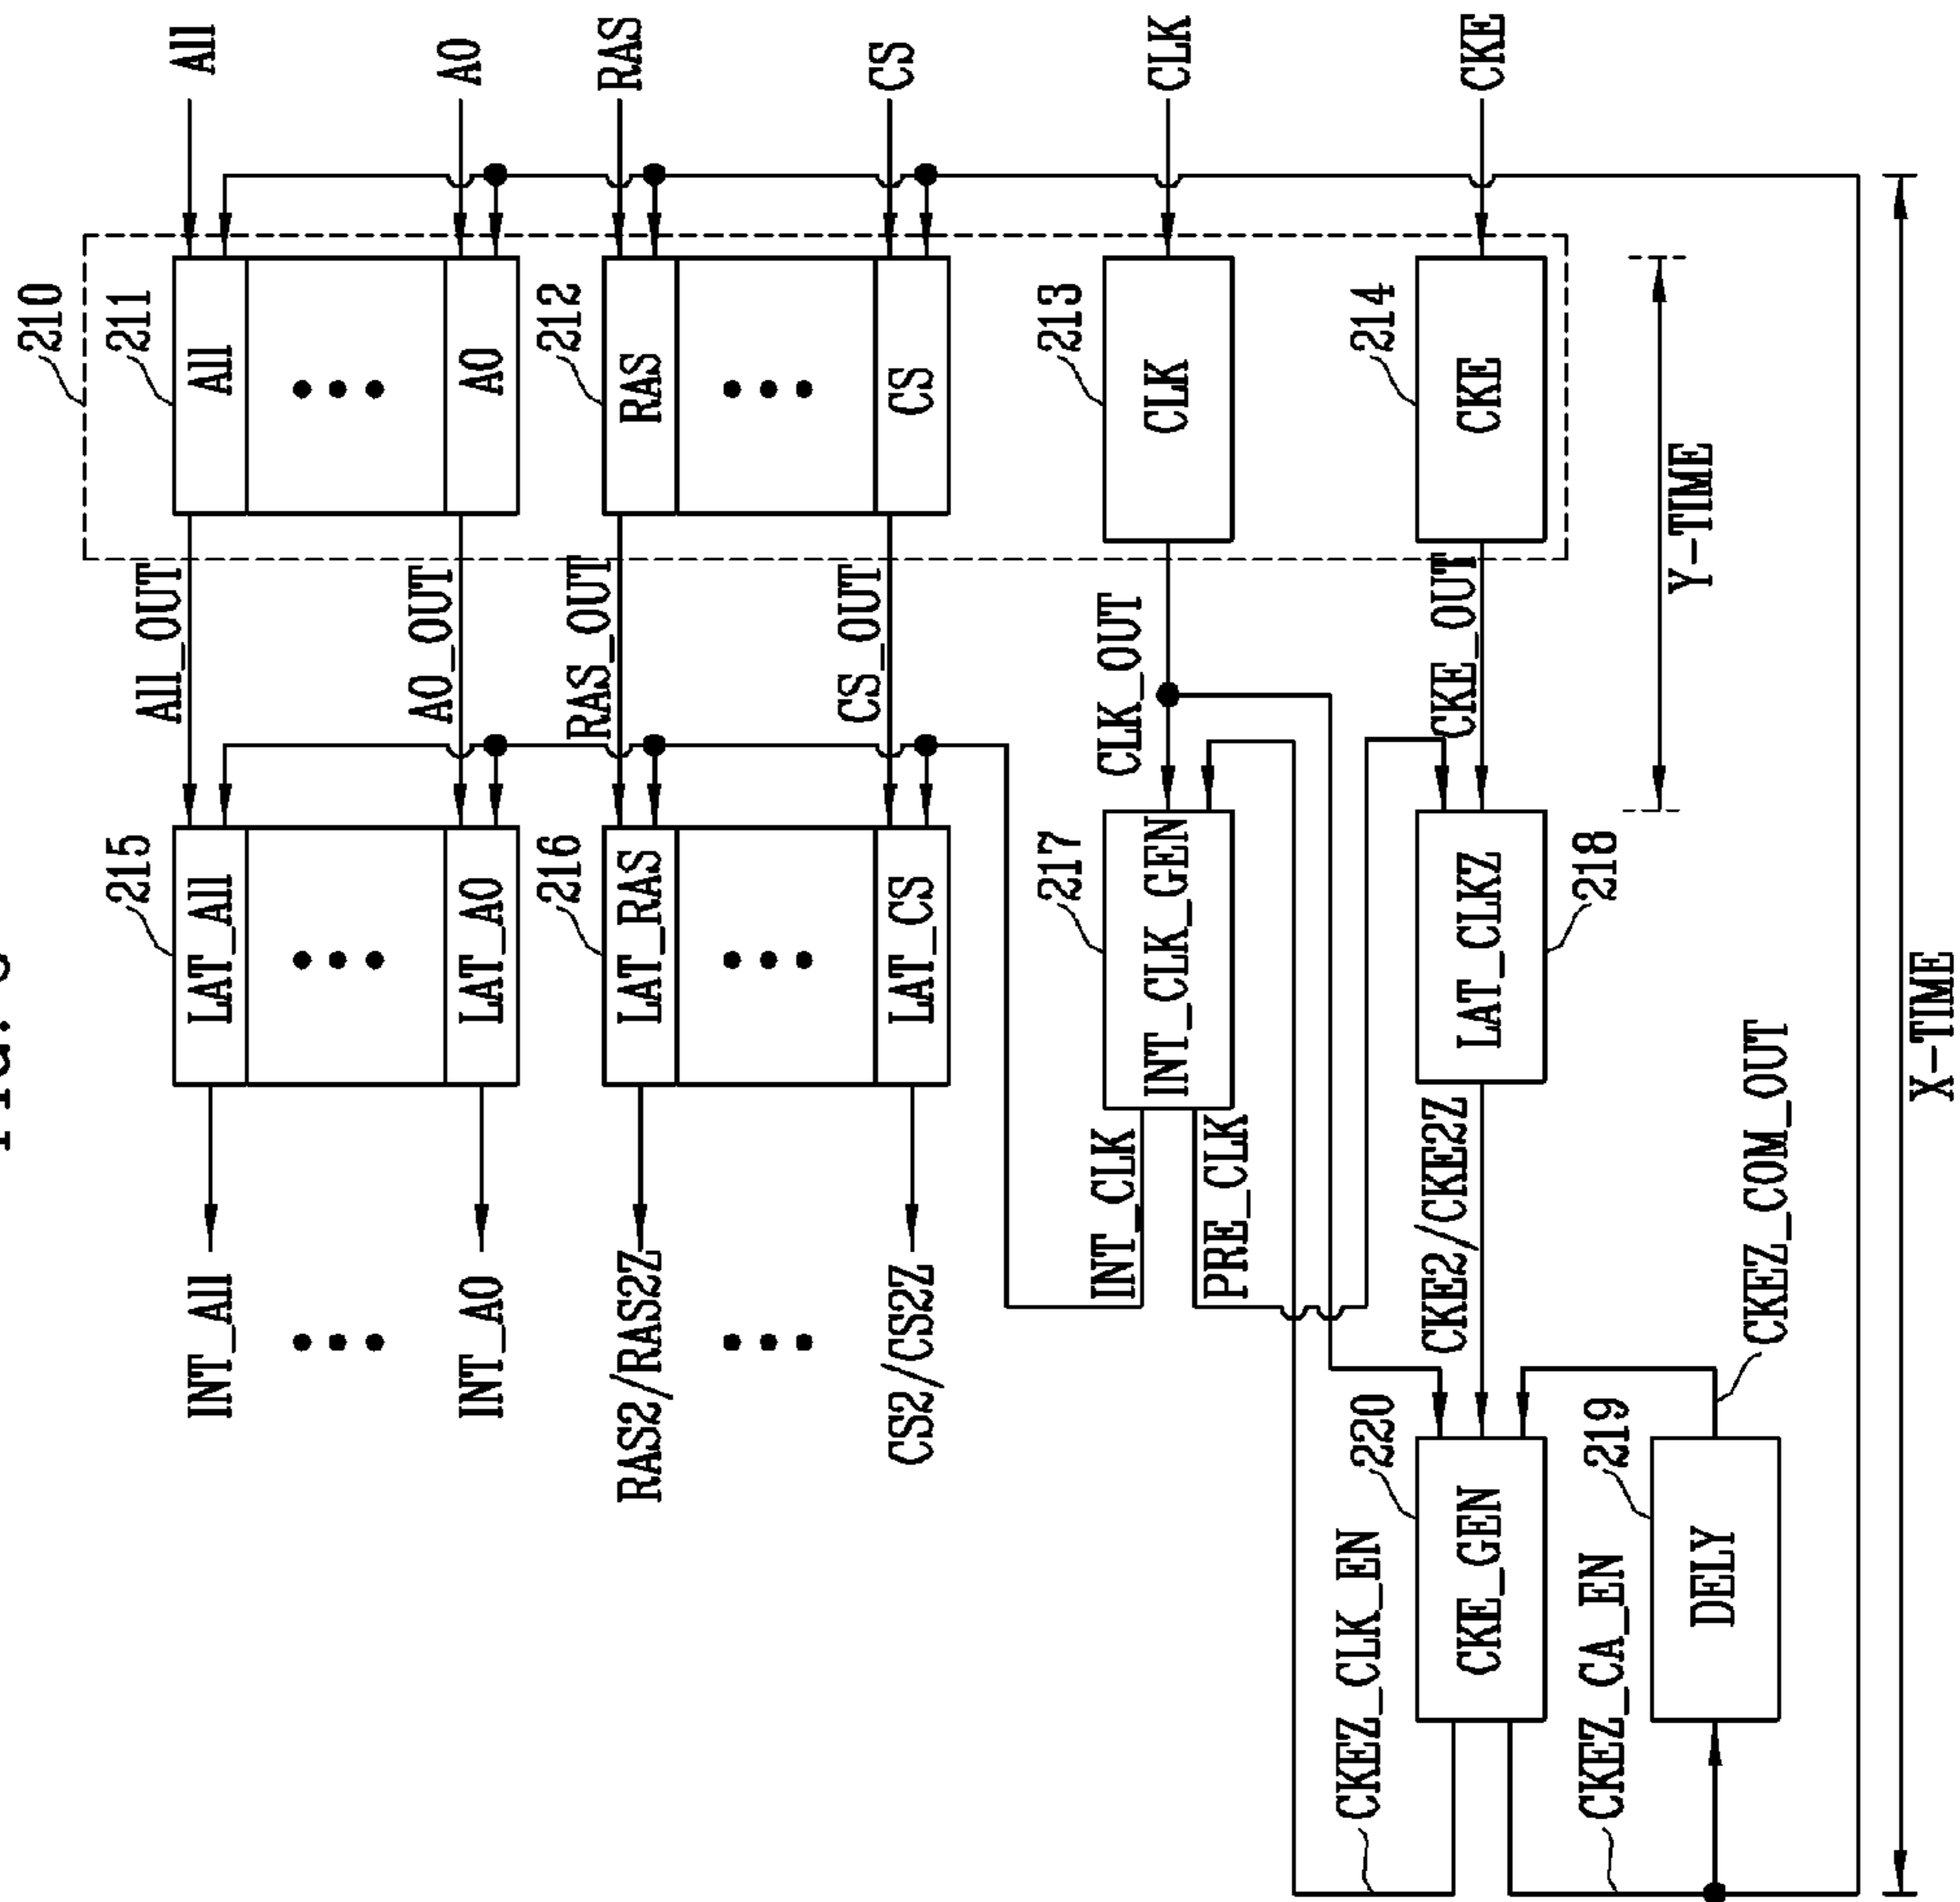 FIG.
210
INT_A11
215
LAT_A11
A11_OUT
211
A11
A11
INT_A0
LAT_A0
A0_OUT
A0
A0
RAS2/RAS2Z
216
LAT_RAS
RAS_OUT
212
RAS
RAS
CS2/CS2Z
LAT_CS
CS_OUT
CS
CS
INT_CLK
PRE_CLK
217
INT_CLK_GEN
CLK_OUT
213
CLK
CLK
CKEZ_CLK_EN
220
CKE_GEN
CKE2/CKE2Z
LAT_CLKZ
218
CKE_OUT
214
CKE
CKE
CKEZ_CA_EN
219
DELY
CKEZ_COM_OUT
Y-TIME
X-TIME